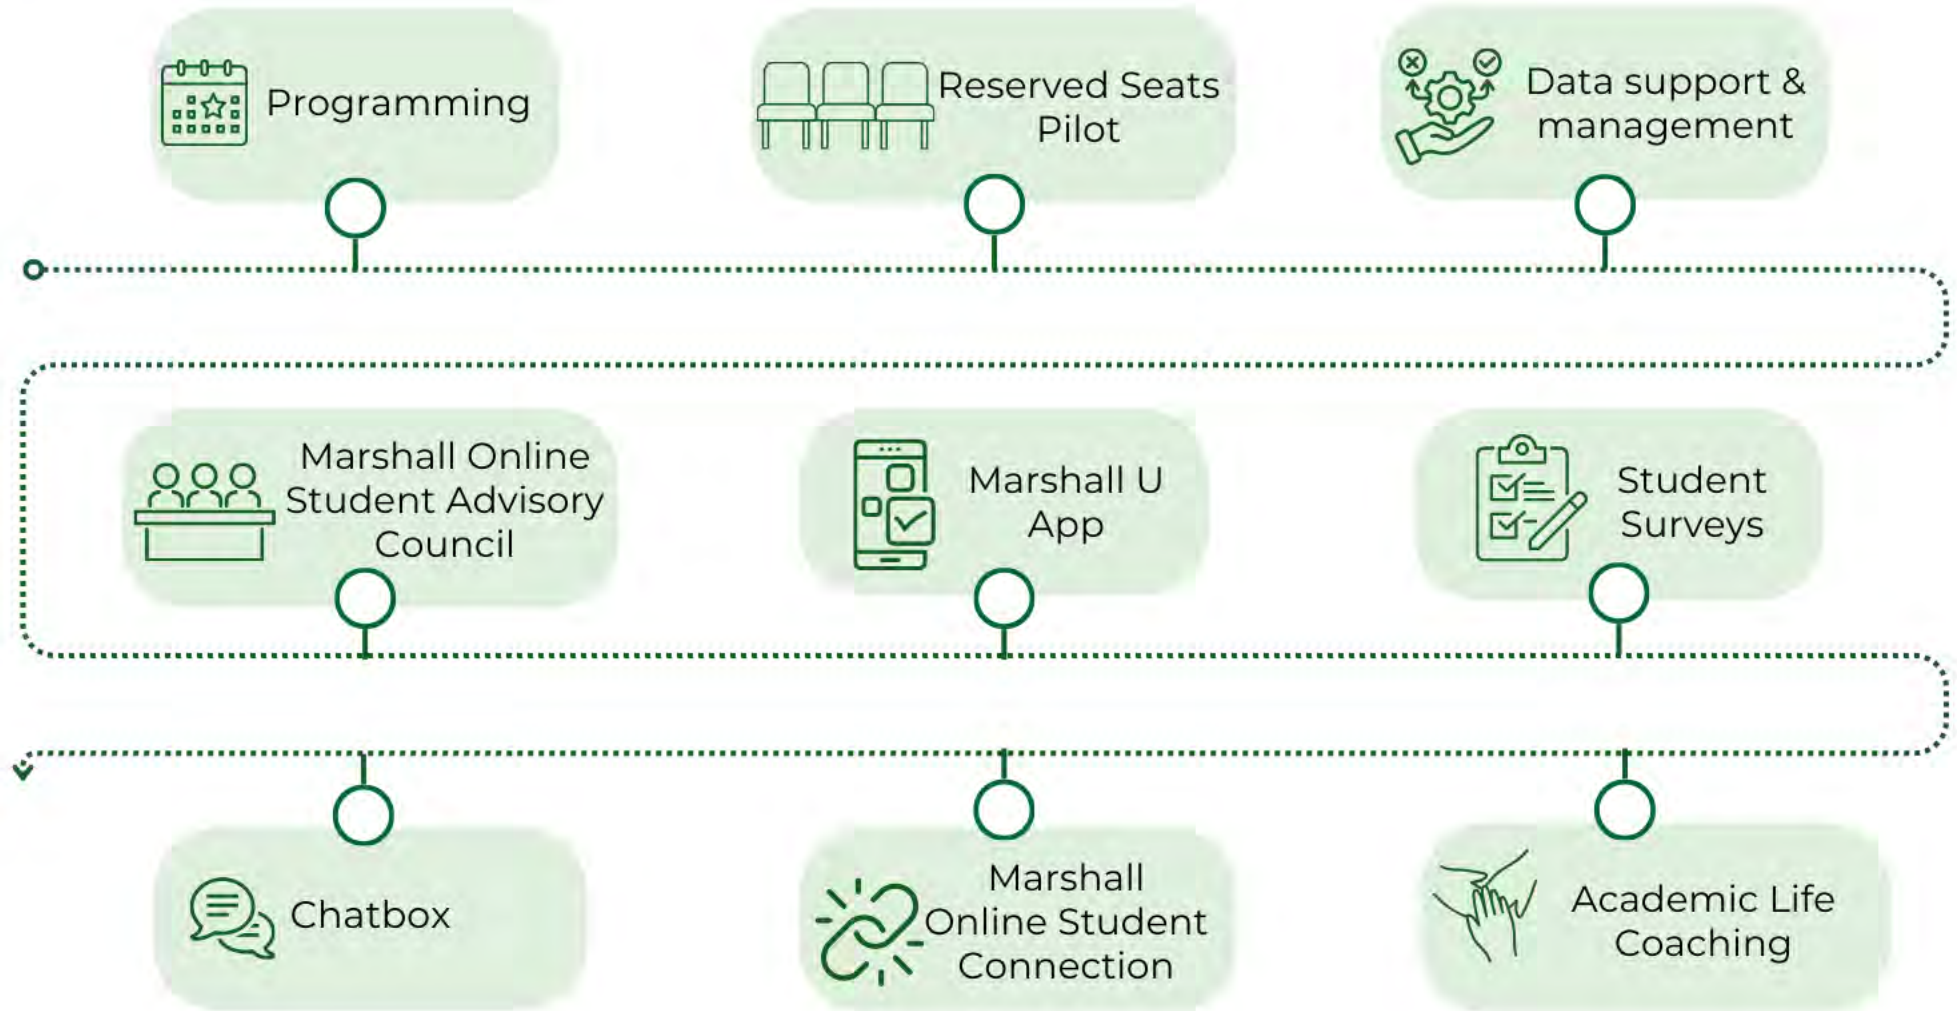 Programming
Reserved Seats
Pilot
Data support &
management
Marshall Online
Student Advisory
Council
Marshall U
App
Student
Surveys
Chatbox
Marshall
Online Student
Connection
Academic Life
Coaching